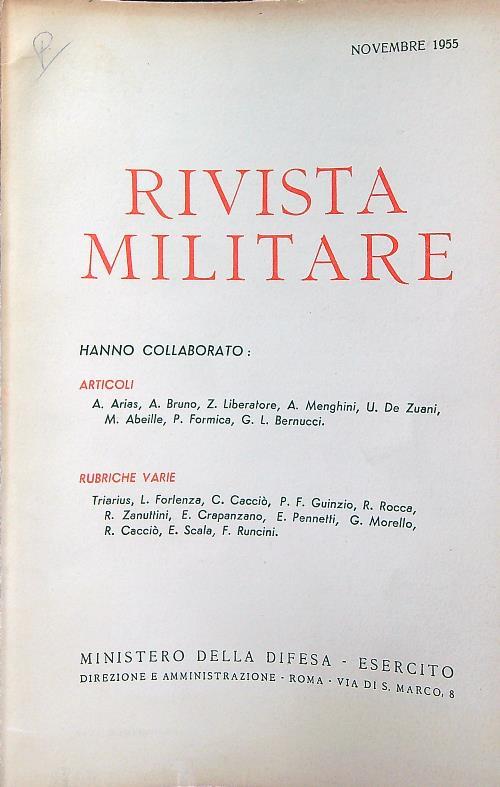 P.
NOVEMBRE 1955
RIVISTA
MILITARE
HANNO COLLABORATO :
ARTICOLI
A. Arias, A. Bruno, Z. Liberatore, A. Menghini, U. De Zuani,
M. Abeille, P. Formica, G. L. Bernucci.
RUBRICHE VARIE
Triarius, L. Forlenza, C. Cacciò, P. F. Guinzio, R. Rocca,
R. Zanuttini, E. Crapanzano, E. Pennetti, G. Morello,
R. Cacciò, E. Scala, F. Runcini.
MINISTERO DELLA DIFESA - ESERCITO
DIREZIONE E AMMINISTRAZIONE - ROMA - VIA DI S. MARCO, 8